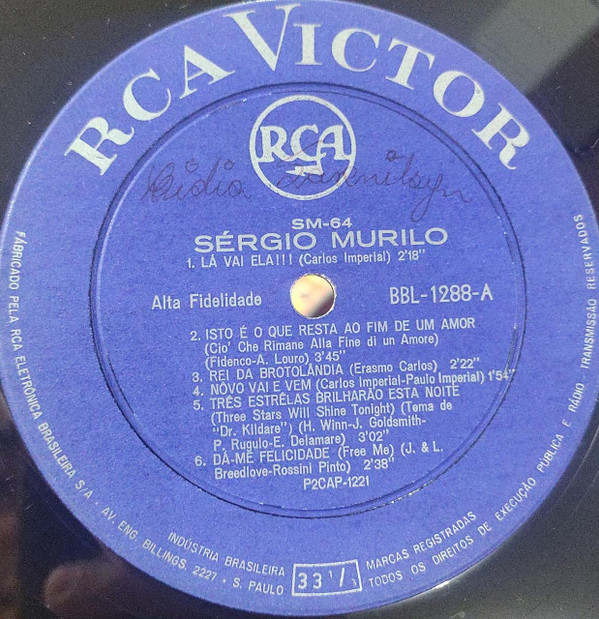 RCA VICTOR
RCA
SM-64
SÉRGIO MURILO
1. LÁ VAI ELA!!! (Carlos Imperial) 2'18"
Alta Fidelidade
BBL-1288-A
2. ISTO É O QUE RESTA AO FIM DE UM AMOR
(Cio' Che Rimane Alla Fine di un Amore)
(Fidenco-A. Louro) 3'45"
3. REI DA BROTOLÂNDIA (Erasmo Carlos) 2'22"
4. NÔVO VAI E VEM (Carlos Imperial-Paulo Imperial) 1'54"
5. TRÊS ESTRÊLAS BRILHARÃO ESTA NOITE
(Three Stars Will Shine Tonight) (Tema de
"Dr. Kildare") (H. Winn-J. Goldsmith-
P. Rugulo-E. Delamare) 3'02"
6. DÁ-ME FELICIDADE (Free Me) (J. & L.
Breedlove-Rossini Pinto) 2'38"
P2CAP-1221
FÁBRICADO PELA RCA ELETRÔNICA BRASILEIRA S/A · AV. ENG. BILLINGS, 2227 · S. PAULO
INDÚSTRIA BRASILEIRA
33 1/3
MARCAS REGISTRADAS
TODOS OS DIREITOS DE EXECUÇÃO PUBLICA E RÁDIO TRANSMISSÃO RESERVADOS